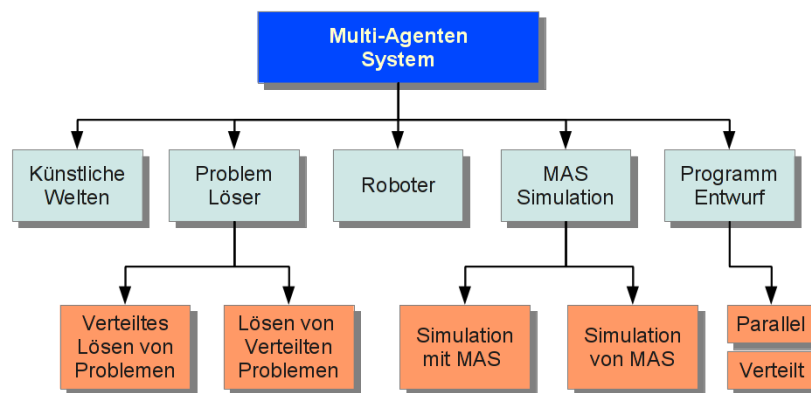 Multi-Agenten
System
Künstliche
Welten
Problem
Löser
Roboter
MAS
Simulation
Programm
Entwurf
Verteiltes
Lösen von
Problemen
Lösen von
Verteilten
Problemen
Simulation
mit MAS
Simulation
von MAS
Parallel
Verteilt